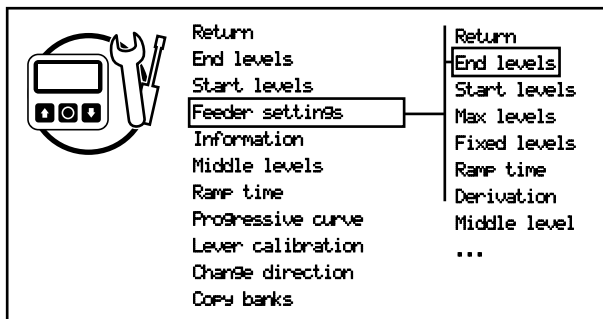 Return
End levels
Start levels
Feeder settings
Information
Middle levels
Ramp time
Progressive curve
Lever calibration
Change direction
Copy banks
Return
End levels
Start levels
Max levels
Fixed levels
Ramp time
Derivation
Middle level
...